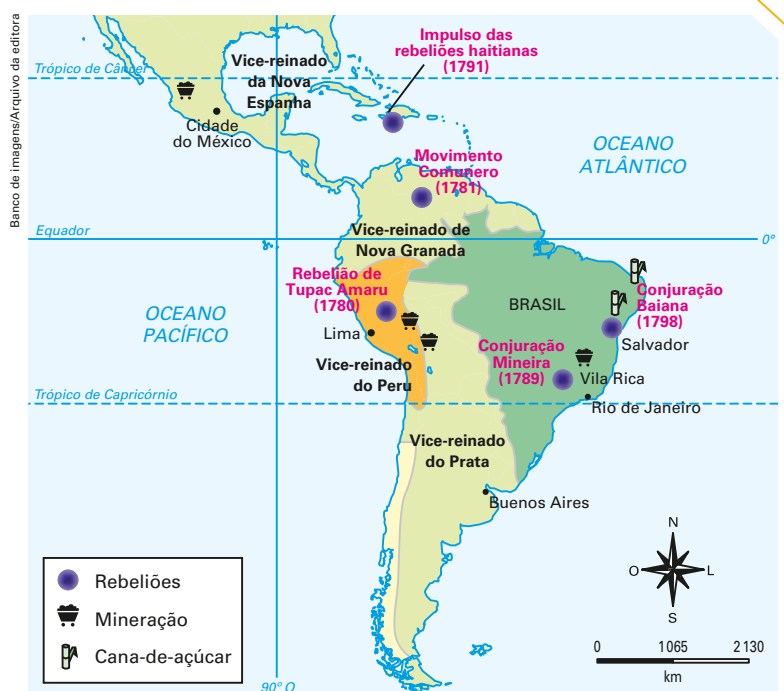 Banco de imagens/Arquivo da editora
Impulso das
rebeliões haitianas
(1791)
Trópico de Câncer
Vice-reinado
da Nova
Espanha
Cidade
do México
OCEANO
ATLÂNTICO
Movimento
Comunero
(1781)
Equador
0°
Vice-reinado de
Nova Granada
Rebelião de
Tupac Amaru
(1780)
BRASIL
Conjuração
Baiana
(1798)
OCEANO
PACÍFICO
Lima
Salvador
Conjuração
Mineira
(1789)
Vice-reinado
do Peru
Vila Rica
Trópico de Capricórnio
Rio de Janeiro
Vice-reinado
do Prata
Buenos Aires
Rebeliões
Mineração
Cana-de-açúcar
N
O
L
S
0 1065 2130
km
90° O